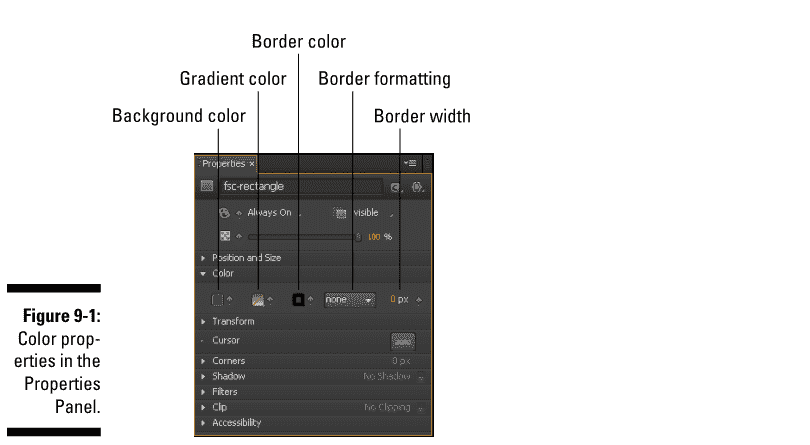 Border color
Gradient color Border formatting
Background color Border width
Properties ×
fsc-rectangle
Always On visible
100 %
Position and Size
Color
none 0 px
Transform
Cursor auto
Corners 0 px
Shadow No Shadow
Filters
Clip No Clipping
Accessibility
Figure 9-1:
Color prop-
erties in the
Properties
Panel.